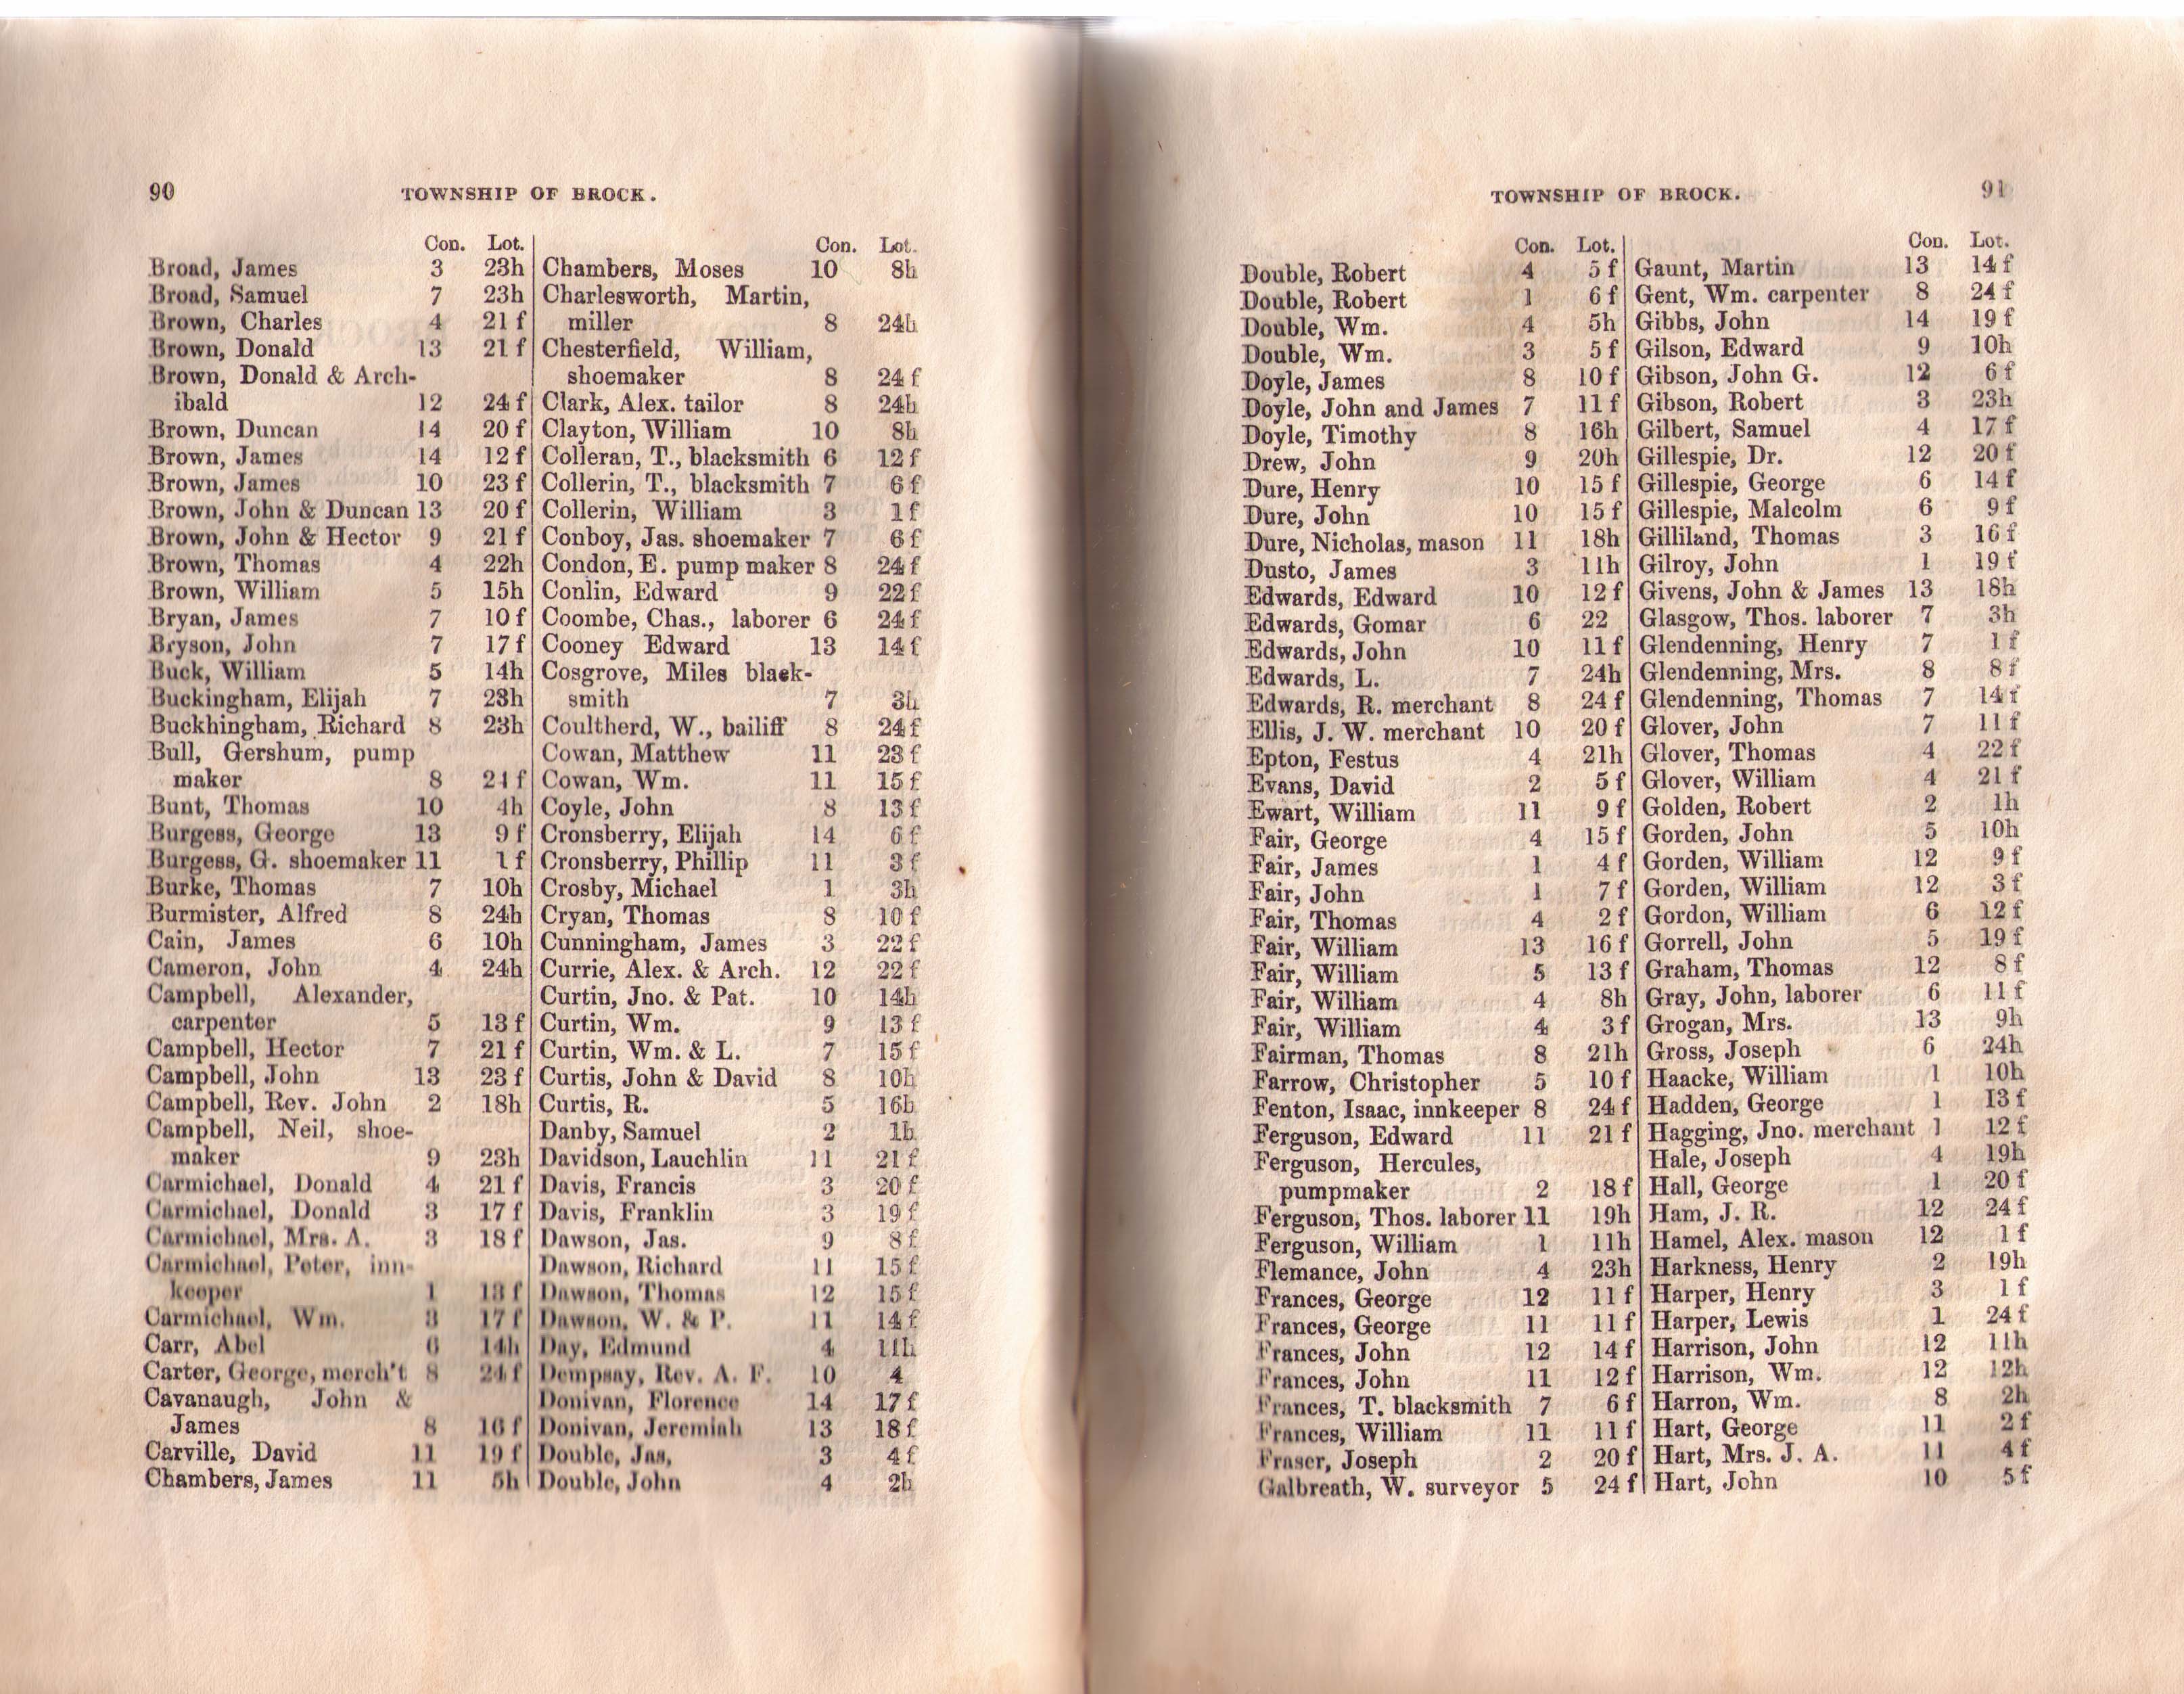 90 TOWNSHIP OF BROCK.
Con. Lot.
Broad, James 3 23h
Broad, Samuel 7 23h
Brown, Charles 4 21 f
Brown, Donald 13 21 f
Brown, Donald & Arch-
ibald 12 24 f
Brown, Duncan 14 20 f
Brown, James 14 12 f
Brown, James 10 23 f
Brown, John & Duncan 13 20 f
Brown, John & Hector 9 21 f
Brown, Thomas 4 22h
Brown, William 5 15h
Bryan, James 7 10 f
Bryson, John 7 17 f
Buck, William 5 14h
Buckingham, Elijah 7 23h
Buckhingham, Richard 8 23h
Bull, Gershum, pump
maker 8 24 f
Bunt, Thomas 10 4h
Burgess, George 13 9 f
Burgess, G. shoemaker 11 1 f
Burke, Thomas 7 10h
Burmister, Alfred 8 24h
Cain, James 6 10h
Cameron, John 4 24h
Campbell, Alexander,
carpenter 5 13 f
Campbell, Hector 7 21 f
Campbell, John 13 23 f
Campbell, Rev. John 2 18h
Campbell, Neil, shoe-
maker 9 23h
Carmichael, Donald 4 21 f
Carmichael, Donald 3 17 f
Carmichael, Mrs. A. 3 18 f
Carmichael, Peter, inn-
keeper 1 13 f
Carmichael, Wm. 3 17 f
Carr, Abel 6 14h
Carter, George, merch't 8 24 f
Cavanaugh, John &
James 8 16 f
Carville, David 11 19 f
Chambers, James 11 5h
Con. Lot.
Chambers, Moses 10 8h
Charlesworth, Martin,
miller 8 24h
Chesterfield, William,
shoemaker 8 24 f
Clark, Alex. tailor 8 24h
Clayton, William 10 8h
Colleran, T., blacksmith 6 12 f
Collerin, T., blacksmith 7 6 f
Collerin, William 3 1 f
Conboy, Jas. shoemaker 7 6 f
Condon, E. pump maker 8 24 f
Conlin, Edward 9 22 f
Coombe, Chas., laborer 6 24 f
Cooney Edward 13 14 f
Cosgrove, Miles black-
smith 7 3h
Coultherd, W., bailiff 8 24 f
Cowan, Matthew 11 23 f
Cowan, Wm. 11 15 f
Coyle, John 8 13 f
Cronsberry, Elijah 14 6 f
Cronsberry, Phillip 11 3 f
Crosby, Michael 1 3h
Cryan, Thomas 8 10 f
Cunningham, James 3 22 f
Currie, Alex. & Arch. 12 22 f
Curtin, Jno. & Pat. 10 14h
Curtin, Wm. 9 13 f
Curtin, Wm. & L. 7 15 f
Curtis, John & David 8 10h
Curtis, R. 5 16h
Danby, Samuel 2 1h
Davidson, Lauchlin 11 21 f
Davis, Francis 3 20 f
Davis, Franklin 3 19 f
Dawson, Jas. 9 8 f
Dawson, Richard 11 15 f
Dawson, Thomas 12 15 f
Dawson, W. & P. 11 14 f
Day, Edmund 4 11h
Dempsay, Rev. A. F. 10 4
Donivan, Florence 14 17 f
Donivan, Jeremiah 13 18 f
Double, Jas, 3 4 f
Double, John 4 2h
TOWNSHIP OF BROCK. 91
Con. Lot.
Double, Robert 4 5 f
Double, Robert 1 6 f
Double, Wm. 4 5h
Double, Wm. 3 5 f
Doyle, James 8 10 f
Doyle, John and James 7 11 f
Doyle, Timothy 8 16h
Drew, John 9 20h
Dure, Henry 10 15 f
Dure, John 10 15 f
Dure, Nicholas, mason 11 18h
Dusto, James 3 11h
Edwards, Edward 10 12 f
Edwards, Gomar 6 22
Edwards, John 10 11 f
Edwards, L. 7 24h
Edwards, R. merchant 8 24 f
Ellis, J. W. merchant 10 20 f
Epton, Festus 4 21h
Evans, David 2 5 f
Ewart, William 11 9 f
Fair, George 4 15 f
Fair, James 1 4 f
Fair, John 1 7 f
Fair, Thomas 4 2 f
Fair, William 13 16 f
Fair, William 5 13 f
Fair, William 4 8h
Fair, William 4 3 f
Fairman, Thomas 8 21h
Farrow, Christopher 5 10 f
Fenton, Isaac, innkeeper 8 24 f
Ferguson, Edward 11 21 f
Ferguson, Hercules,
pumpmaker 2 18 f
Ferguson, Thos. laborer 11 19h
Ferguson, William 1 11h
Flemance, John 4 23h
Frances, George 12 11 f
Frances, George 11 11 f
Frances, John 12 14 f
Frances, John 11 12 f
Frances, T. blacksmith 7 6 f
Frances, William 11 11 f
Fraser, Joseph 2 20 f
Galbreath, W. surveyor 5 24 f
Con. Lot.
Gaunt, Martin 13 14 f
Gent, Wm. carpenter 8 24 f
Gibbs, John 14 19 f
Gilson, Edward 9 10h
Gibson, John G. 12 6 f
Gibson, Robert 3 23h
Gilbert, Samuel 4 17 f
Gillespie, Dr. 12 20 f
Gillespie, George 6 14 f
Gillespie, Malcolm 6 9 f
Gilliland, Thomas 3 16 f
Gilroy, John 1 19 f
Givens, John & James 13 18h
Glasgow, Thos. laborer 7 3h
Glendenning, Henry 7 1 f
Glendenning, Mrs. 8 8 f
Glendenning, Thomas 7 14 f
Glover, John 7 11 f
Glover, Thomas 4 22 f
Glover, William 4 21 f
Golden, Robert 2 1h
Gorden, John 5 10h
Gorden, William 12 9 f
Gorden, William 12 3 f
Gordon, William 6 12 f
Gorrell, John 5 19 f
Graham, Thomas 12 8 f
Gray, John, laborer 6 11 f
Grogan, Mrs. 13 9h
Gross, Joseph 6 24h
Haacke, William 1 10h
Hadden, George 1 13 f
Hagging, Jno. merchant 1 12 f
Hale, Joseph 4 19h
Hall, George 1 20 f
Ham, J. R. 12 24 f
Hamel, Alex. mason 12 1 f
Harkness, Henry 2 19h
Harper, Henry 3 1 f
Harper, Lewis 1 24 f
Harrison, John 12 11h
Harrison, Wm. 12 12h
Harron, Wm. 8 2h
Hart, George 11 2 f
Hart, Mrs. J. A. 11 4 f
Hart, John 10 5 f